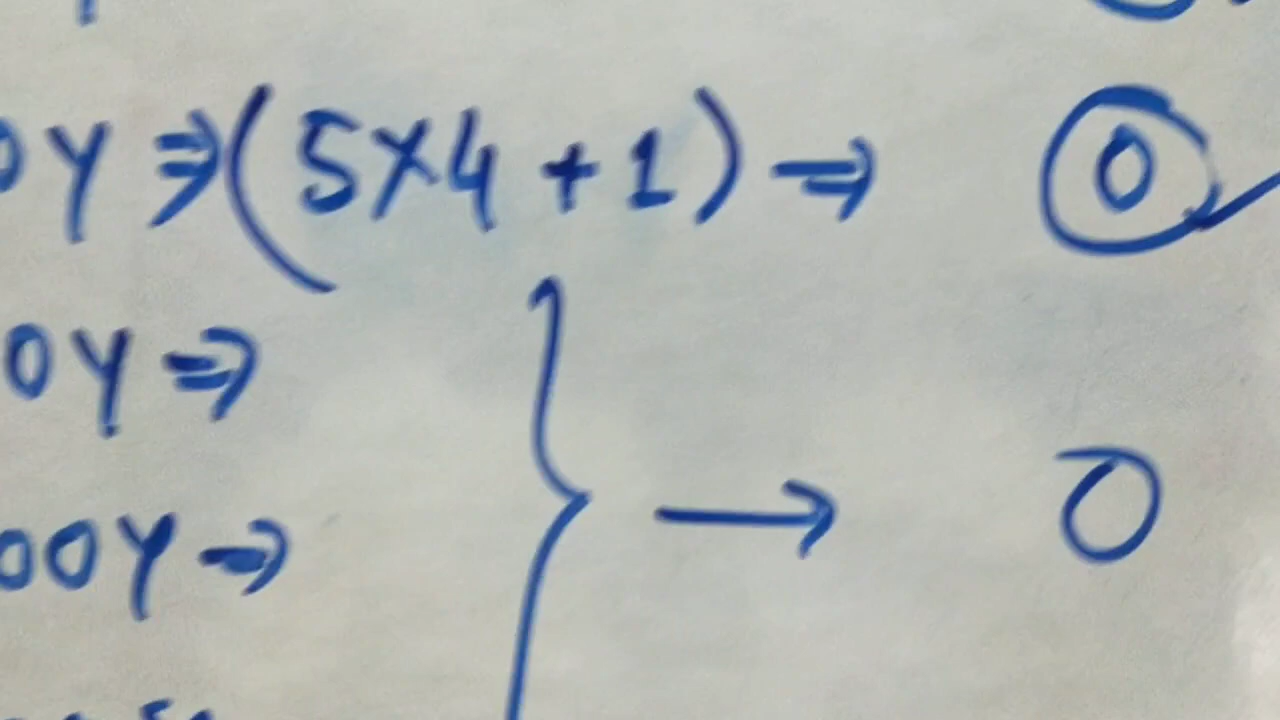 0Y ⇒ (5×4+1) ⇒ 0
0Y ⇒
} → 0
00Y ⇒